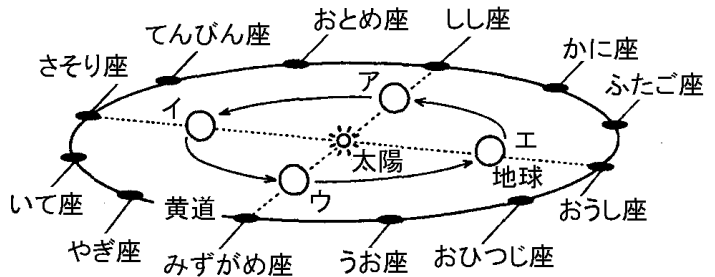 おとめ座
しし座
てんびん座
かに座
さそり座
ふたご座
ア
イ
エ
太陽
地球
ウ
おうし座
いて座
黄道
やぎ座
みずがめ座
うお座
おひつじ座